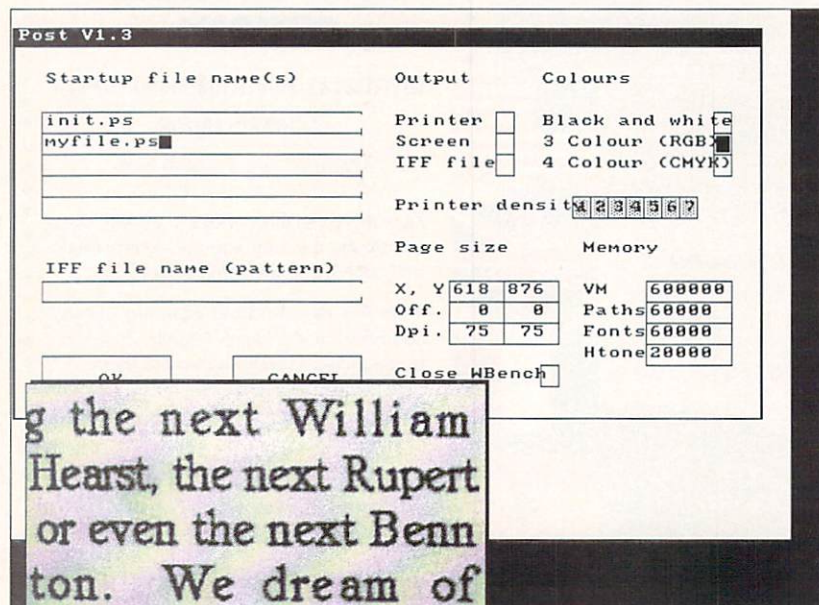 Post V1.3
Startup file name(s)
init.ps
myfile.ps
IFF file name (pattern)
OK
CANCEL
Output
Printer
Screen
IFF file
Colours
Black and white
3 Colour (RGB)
4 Colour (CMYK)
Printer density 1 2 3 4 5 6 7
Page size
X, Y 618 876
Off. 0 0
Dpi. 75 75
Memory
VM 600000
Paths 60000
Fonts 60000
Htone 20000
Close WBench
g the next William
Hearst, the next Rupert
or even the next Benn
ton. We dream of